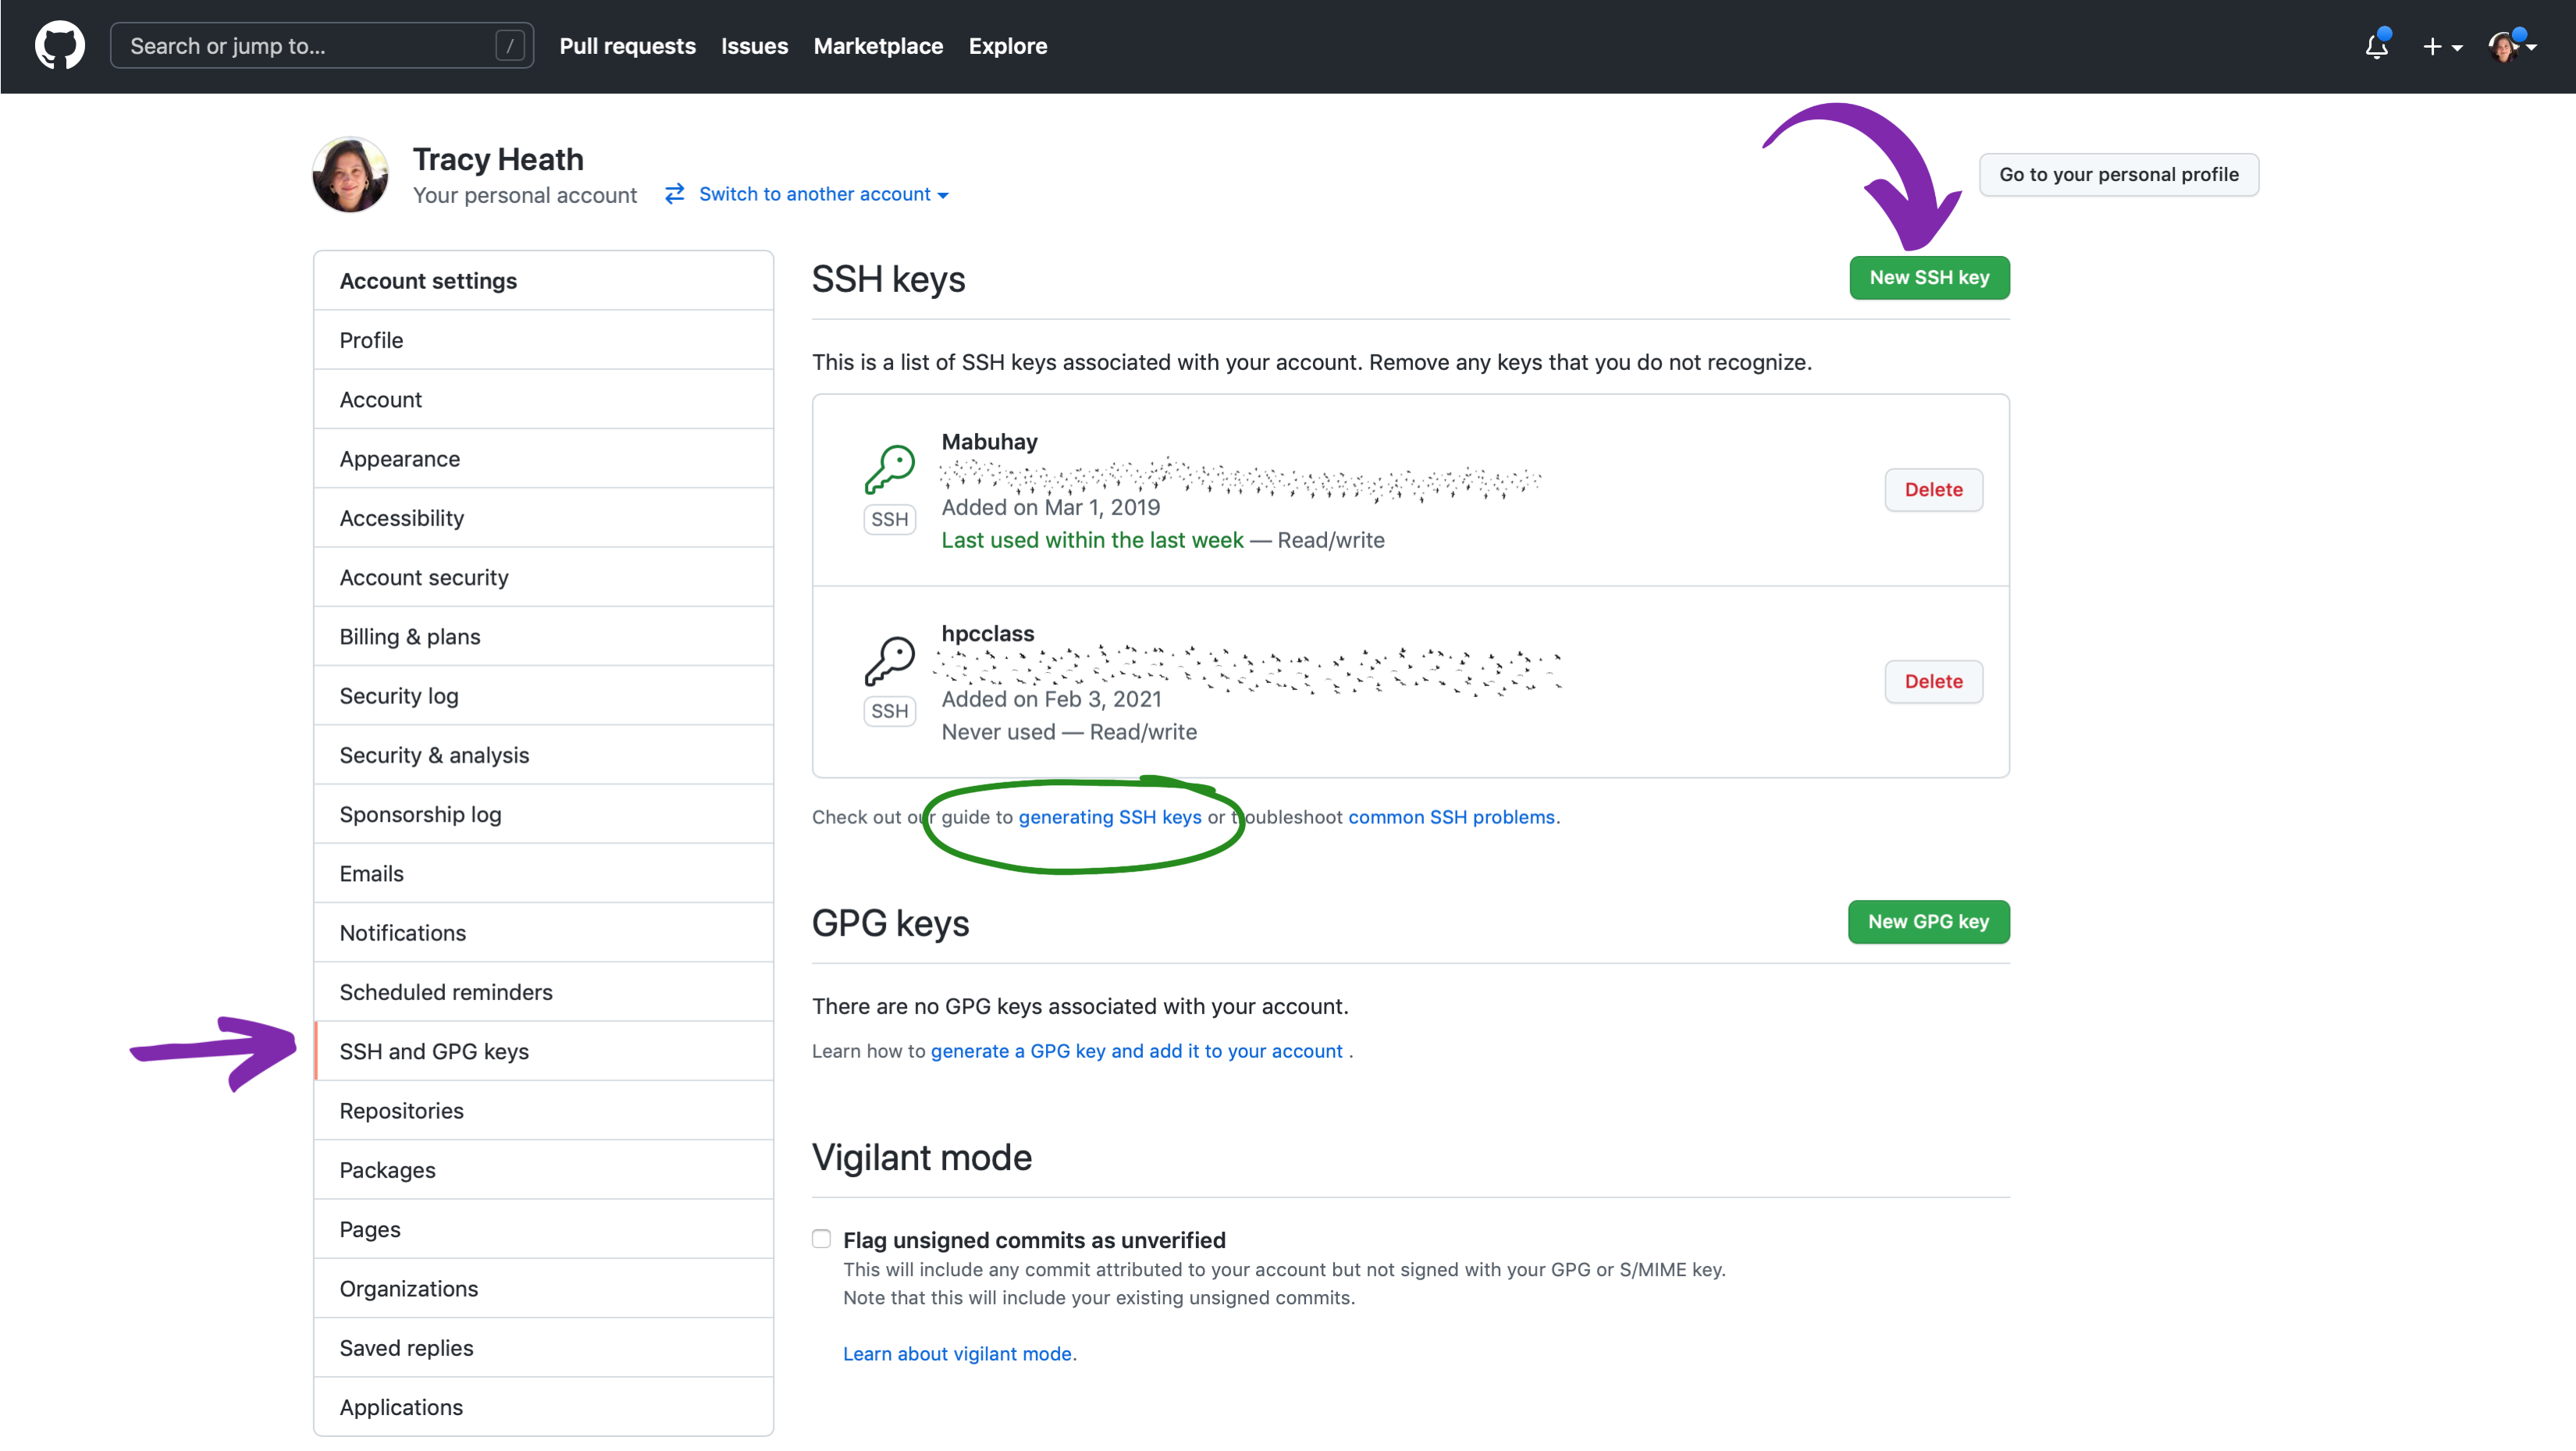 Search or jump to...
/
Pull requests
Issues
Marketplace
Explore
Tracy Heath
Your personal account
Switch to another account
Go to your personal profile
Account settings
Profile
Account
Appearance
Accessibility
Account security
Billing & plans
Security log
Security & analysis
Sponsorship log
Emails
Notifications
Scheduled reminders
SSH and GPG keys
Repositories
Packages
Pages
Organizations
Saved replies
Applications
SSH keys
New SSH key
This is a list of SSH keys associated with your account. Remove any keys that you do not recognize.
Mabuhay
SSH
Added on Mar 1, 2019
Last used within the last week — Read/write
Delete
hpcclass
SSH
Added on Feb 3, 2021
Never used — Read/write
Delete
Check out our guide to generating SSH keys or troubleshoot common SSH problems.
GPG keys
New GPG key
There are no GPG keys associated with your account.
Learn how to generate a GPG key and add it to your account .
Vigilant mode
Flag unsigned commits as unverified
This will include any commit attributed to your account but not signed with your GPG or S/MIME key.
Note that this will include your existing unsigned commits.
Learn about vigilant mode.